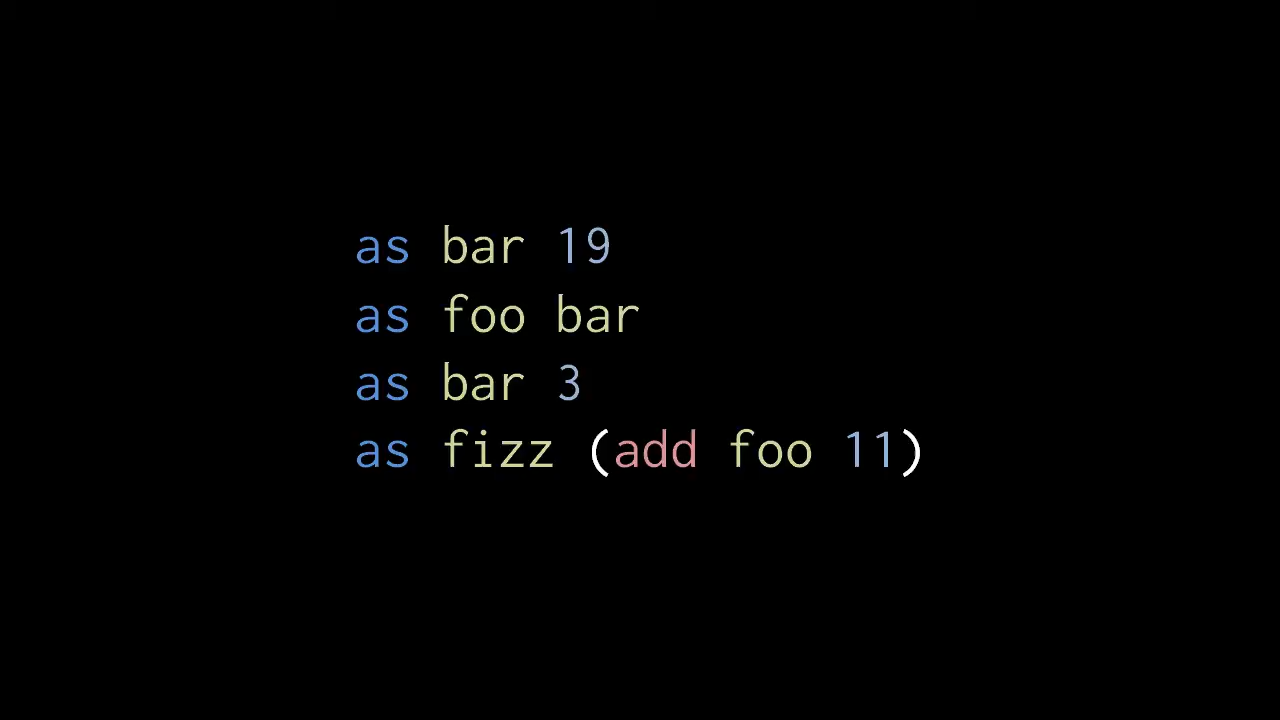 as bar 19
as foo bar
as bar 3
as fizz (add foo 11)